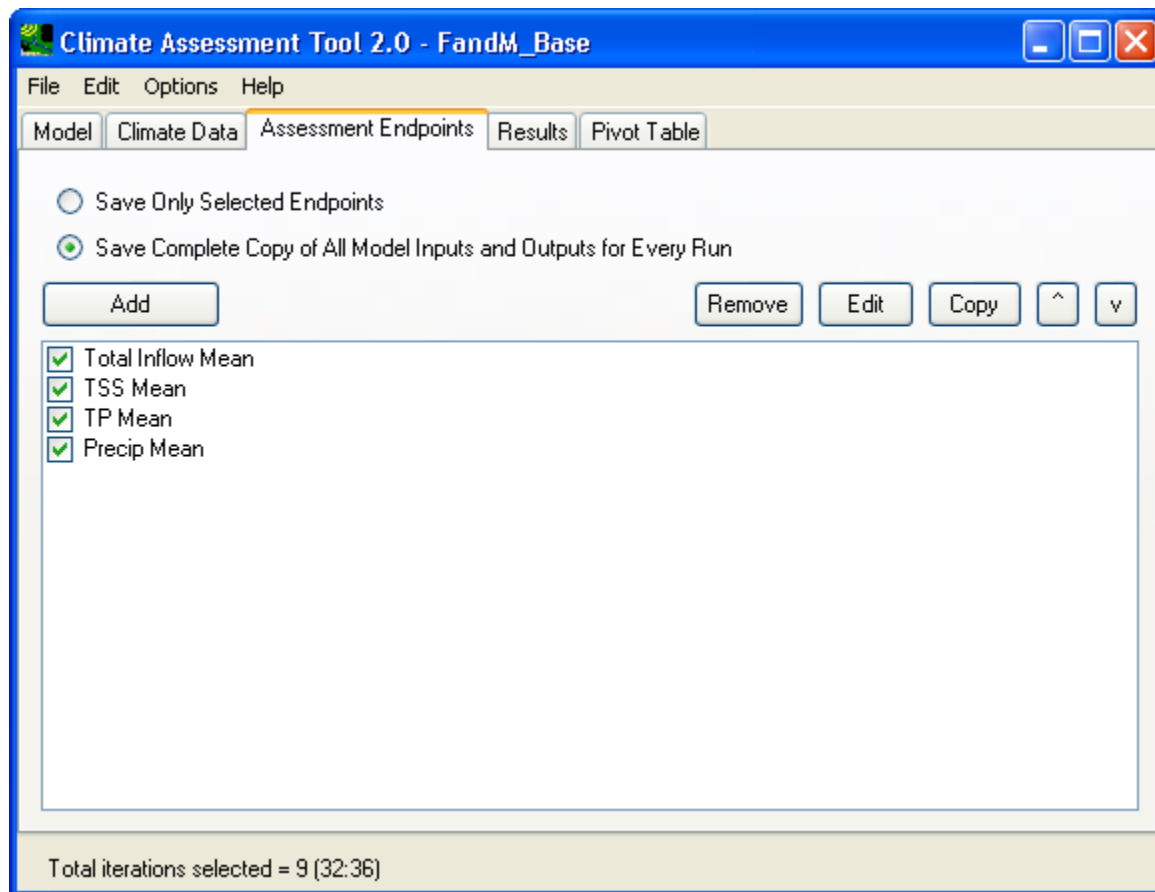 Climate Assessment Tool 2.0 - FandM_Base
File Edit Options Help
Model Climate Data Assessment Endpoints Results Pivot Table
Save Only Selected Endpoints
Save Complete Copy of All Model Inputs and Outputs for Every Run
Add Remove Edit Copy ^ v
Total Inflow Mean
TSS Mean
TP Mean
Precip Mean
Total iterations selected = 9 (32:36)